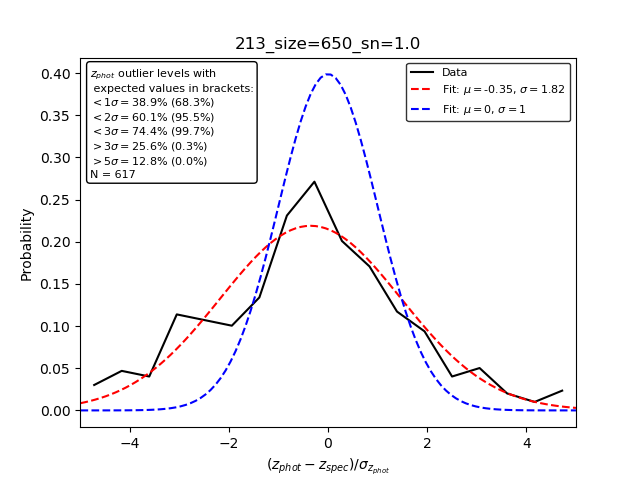 213_size=650_sn=1.0
z_phot outlier levels with
expected values in brackets:
< 1σ = 38.9% (68.3%)
< 2σ = 60.1% (95.5%)
< 3σ = 74.4% (99.7%)
> 3σ = 25.6% (0.3%)
> 5σ = 12.8% (0.0%)
N = 617
Data
Fit: μ = -0.35, σ = 1.82
Fit: μ = 0, σ = 1
Probability
0.40
0.35
0.30
0.25
0.20
0.15
0.10
0.05
0.00
−4 −2 0 2 4
(z_phot − z_spec)/σ_z_phot